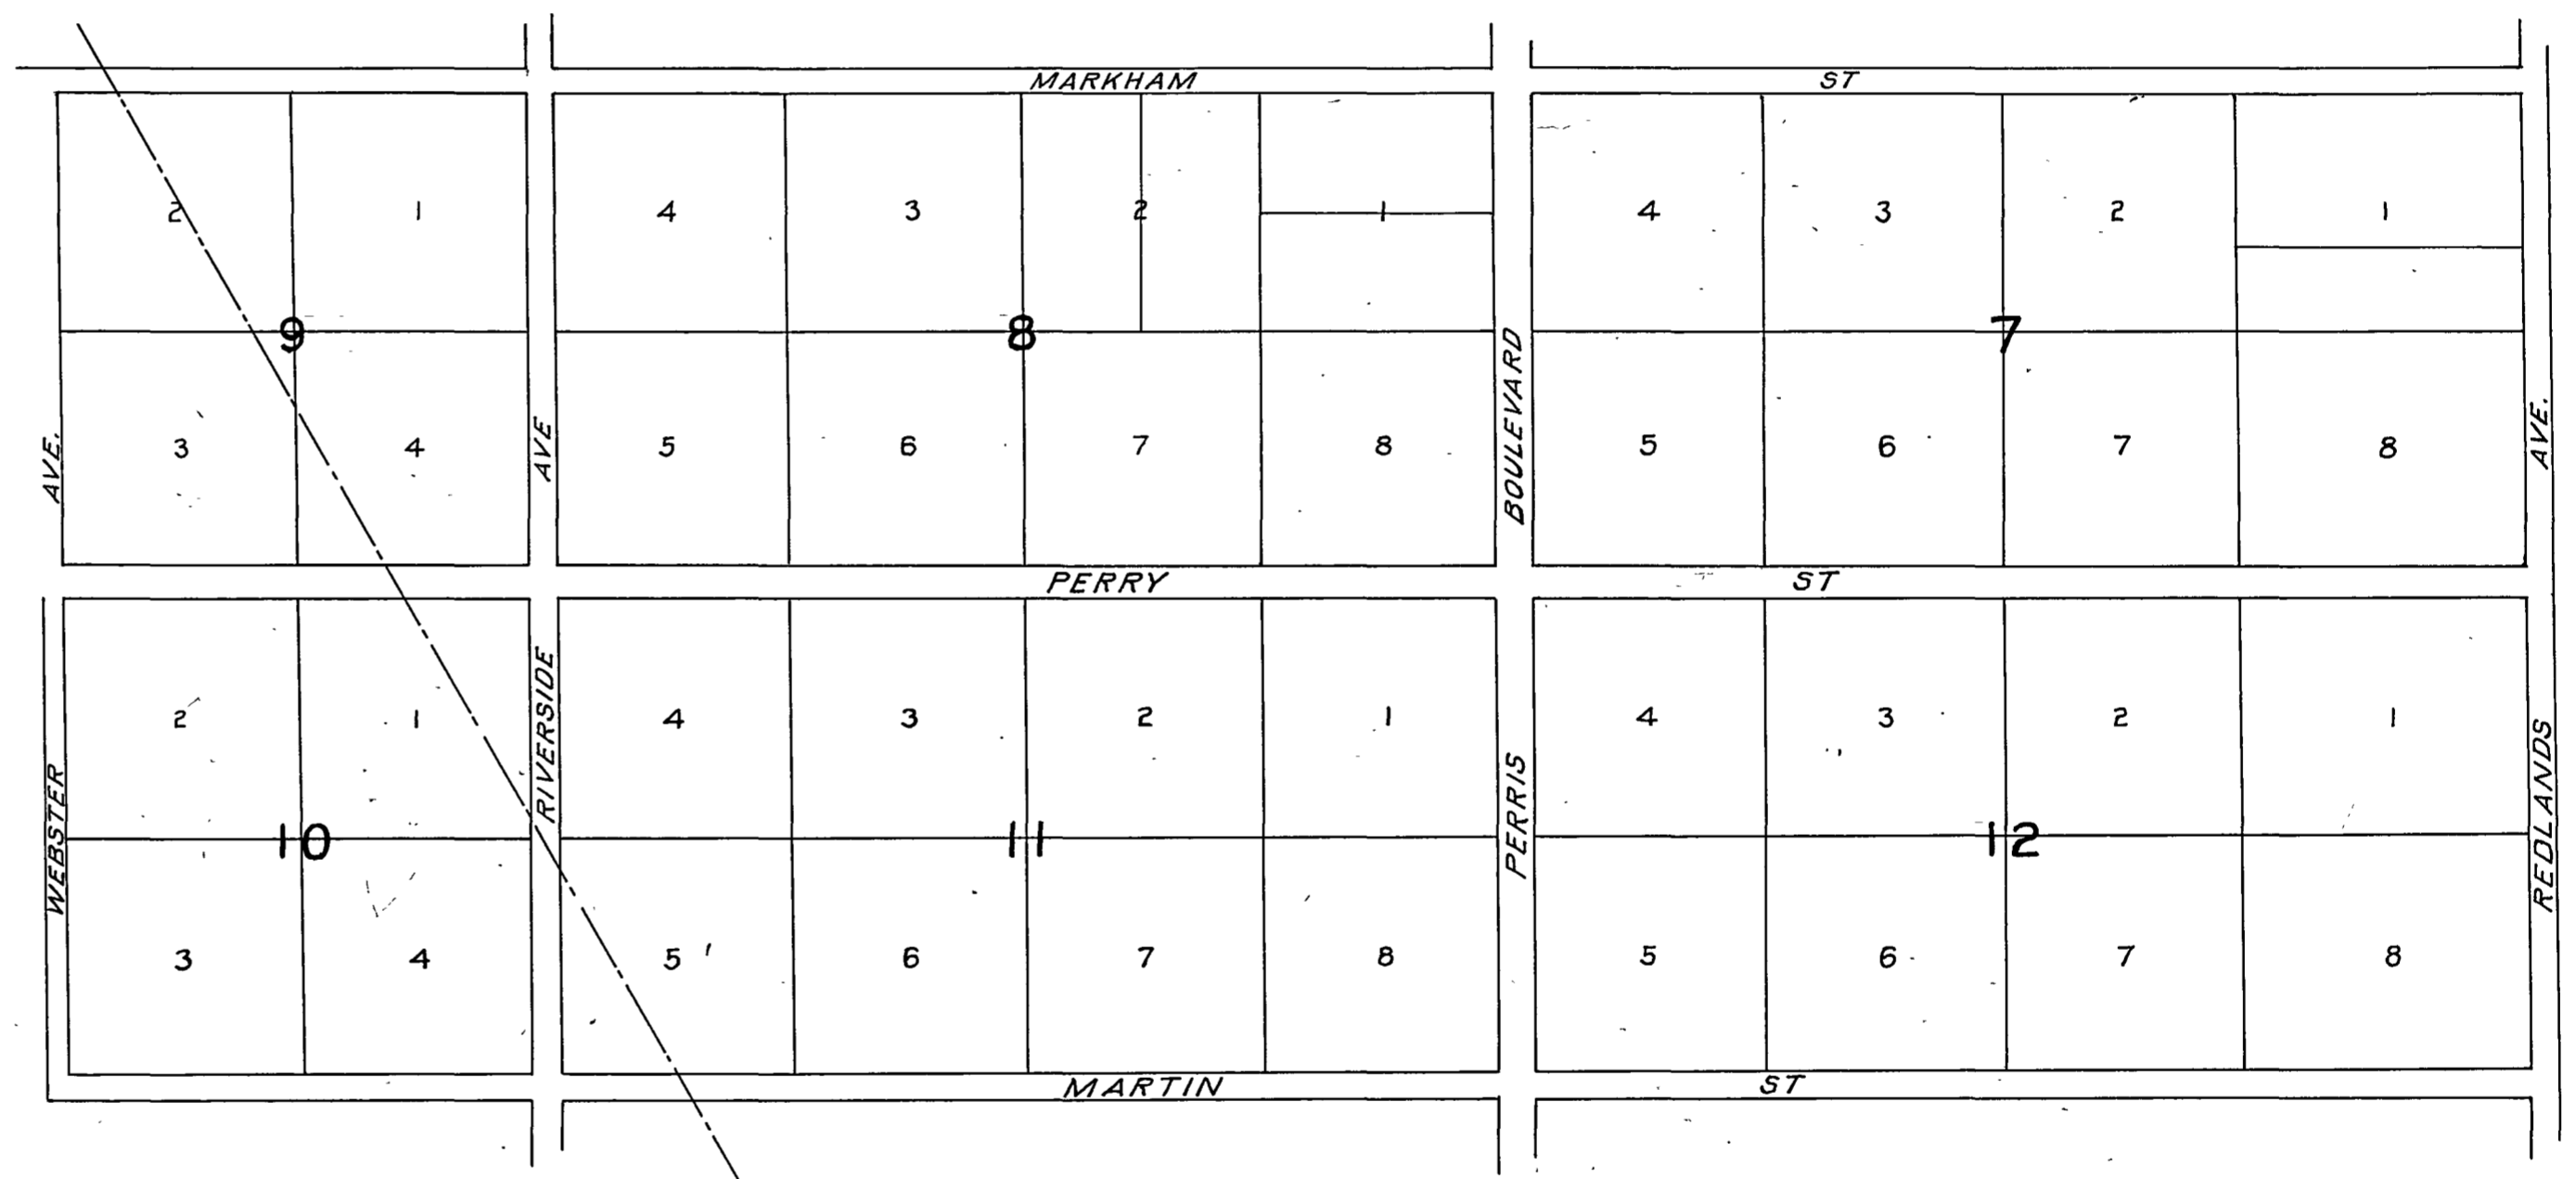 MARKHAM ST
2 1 4 3 2 1 4 3 2 1
9 8 7
3 4 5 6 7 8 5 6 7 8
AVE.
AVE
BOULEVARD
AVE.
PERRY ST
2 1 4 3 2 1 4 3 2 1
10 11 12
3 4 5 6 7 8 5 6 7 8
WEBSTER
RIVERSIDE
PERRIS
REDLANDS
MARTIN ST